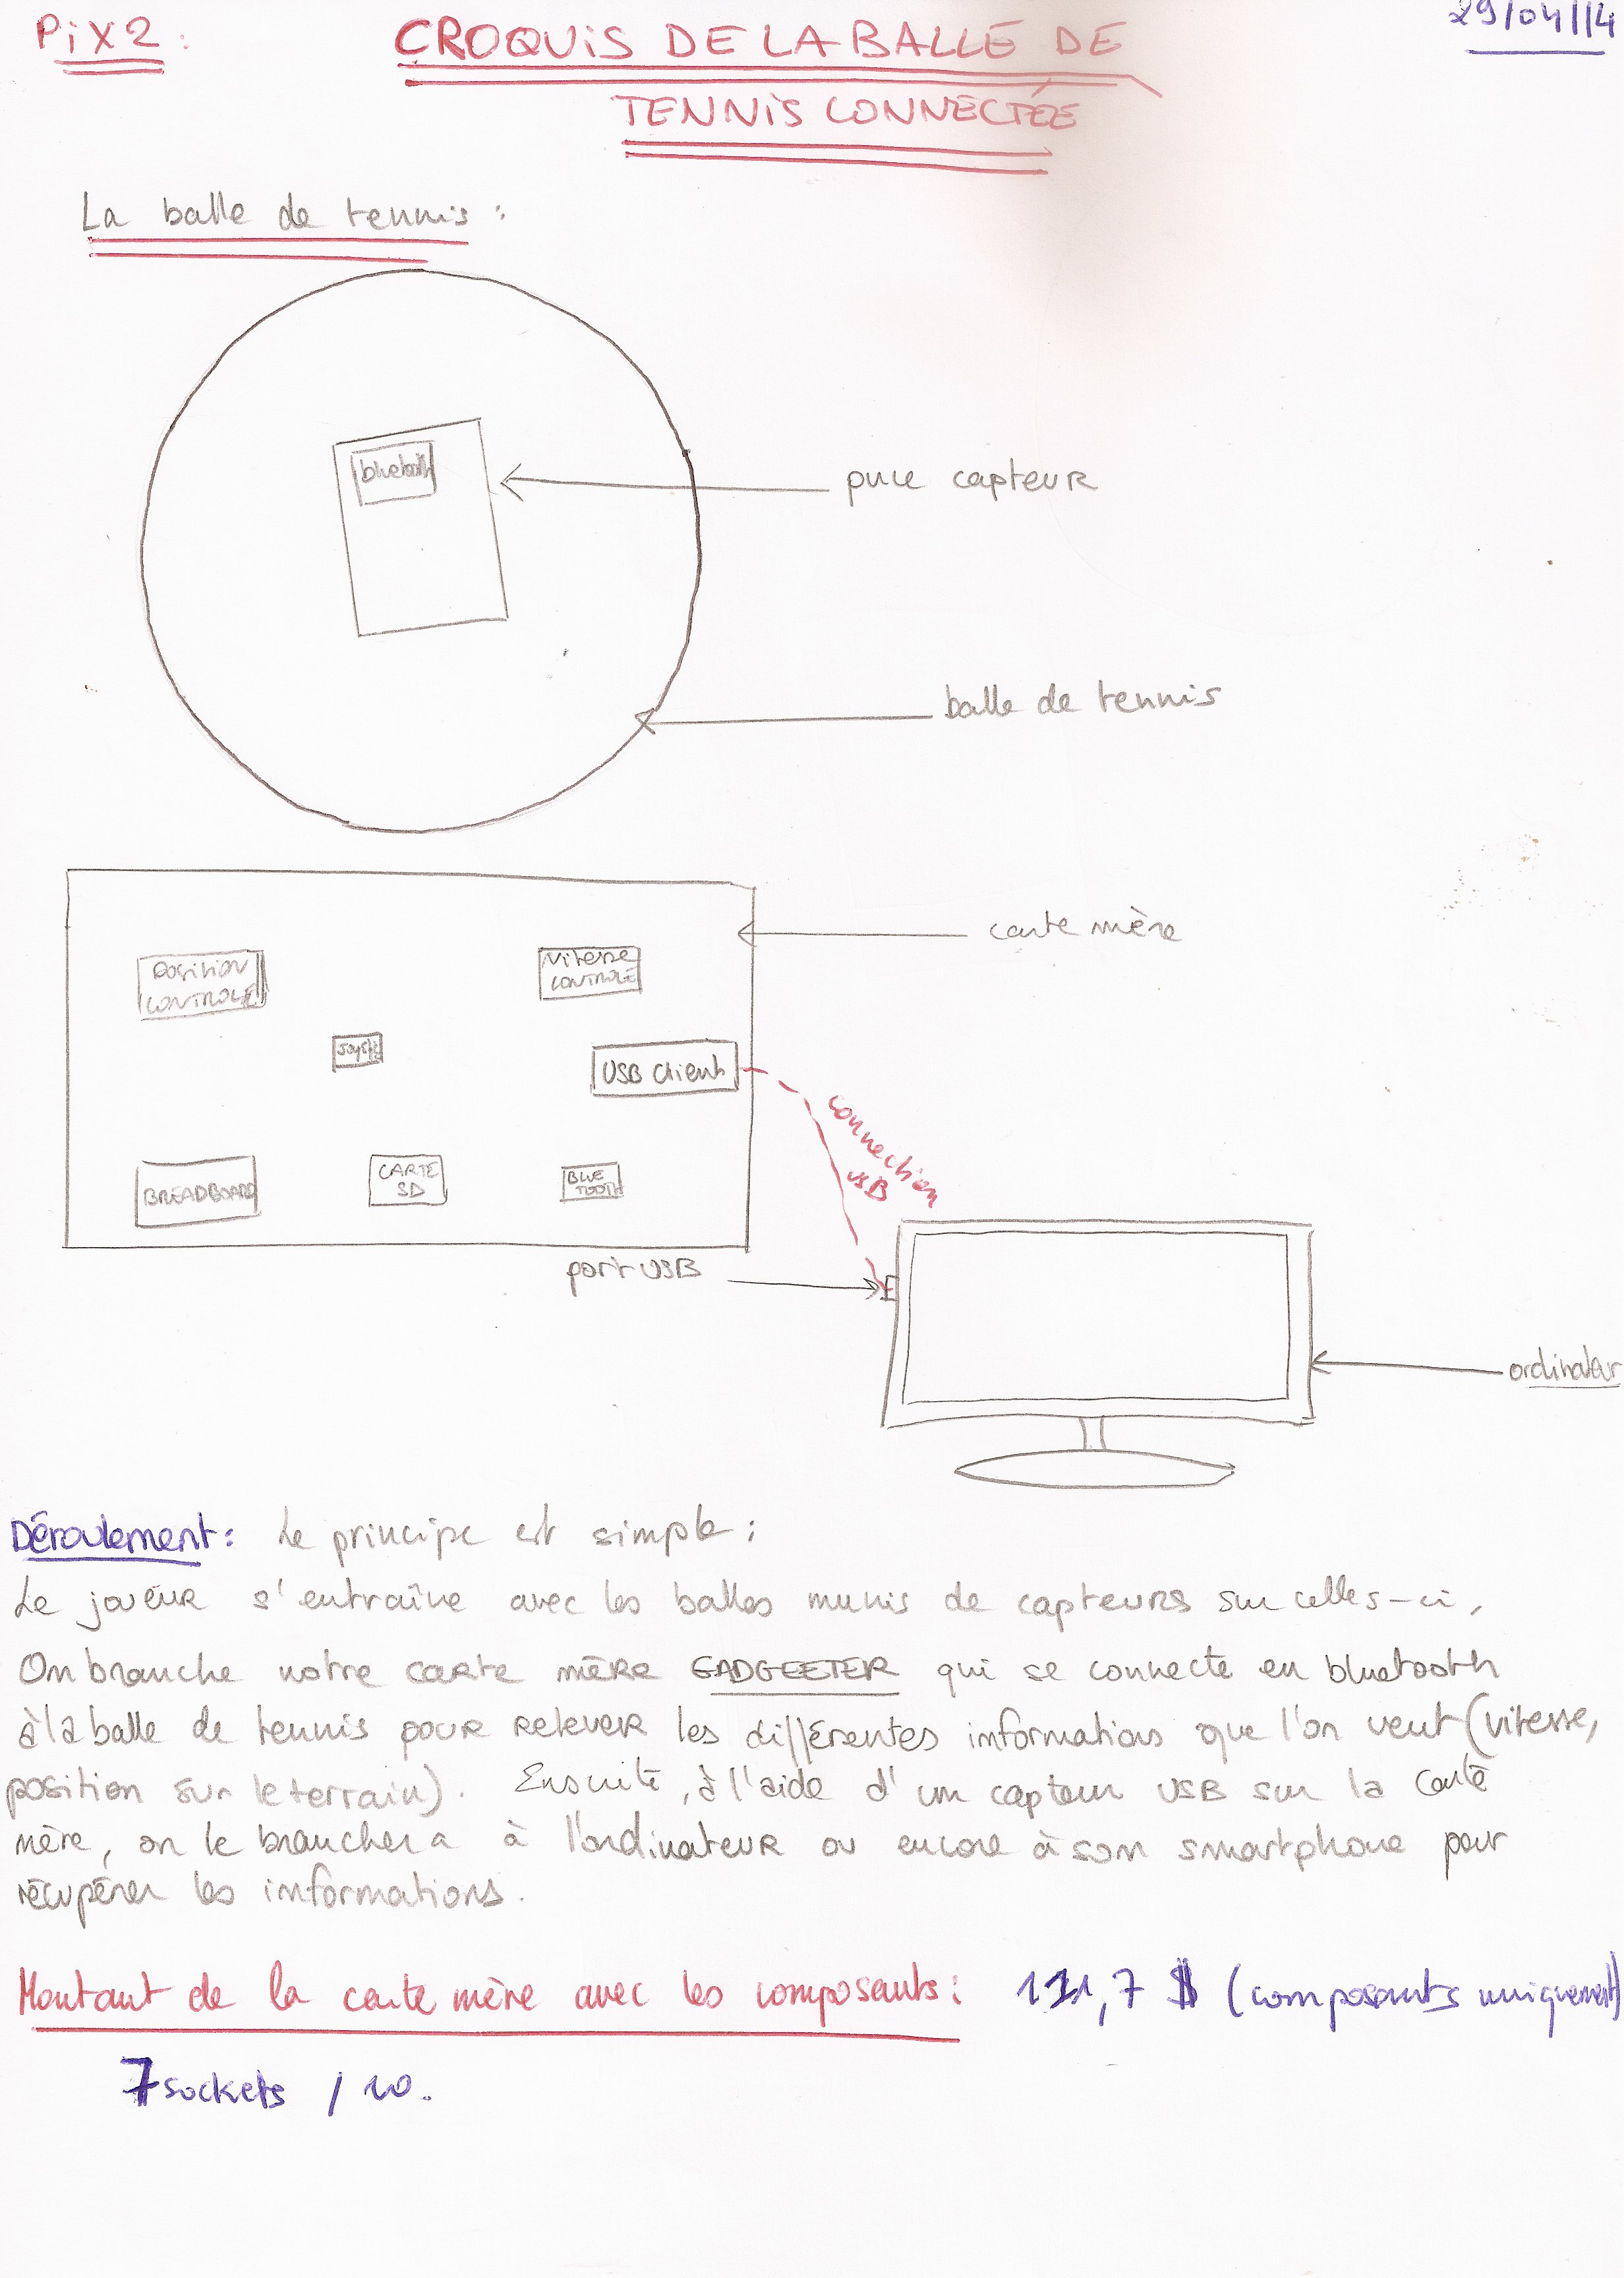 PiX2 :
CROQUIS DE LA BALLE DE
TENNIS CONNECTÉE
29/04/14
La balle de tennis :
bluetooth
puce capteur
balle de tennis
carte mère
POSITION
CONTROLE
Vitesse
CONTROLE
JOYSTK
USB Client
connection
USB
BREADBOARD
CARTE
SD
BLUE
TOOTH
port USB
ordinateur
Déroulement : Le principe est simple :
Le joueur s'entraîne avec les balles munis de capteurs sur celles-ci,
On branche notre carte mère GADGEETER qui se connecte en bluetooth
à la balle de tennis pour relever les différentes informations que l'on veut (vitesse,
position sur le terrain). Ensuite, à l'aide d'un capteur USB sur la carte
mère, on le branchera à l'ordinateur ou encore à son smartphone pour
récupérer les informations.
Montant de la carte mère avec les composants : 131,7 $ (composants uniquement)
7 sockets / 10.